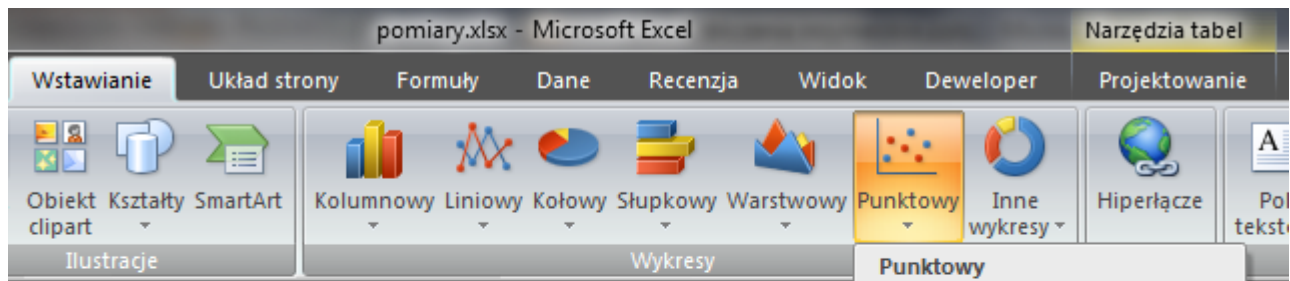 pomiary.xlsx - Microsoft Excel
Narzędzia tabel
Wstawianie Układ strony Formuły Dane Recenzja Widok Deweloper Projektowanie
Obiekt clipart
Kształty
SmartArt
Kolumnowy Liniowy Kołowy Słupkowy Warstwowy Punktowy
Inne wykresy
Hiperłącze
A
Ilustracje
Wykresy
Punktowy